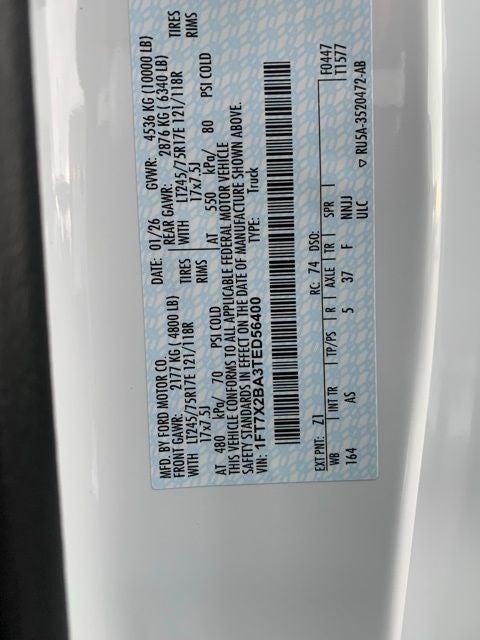 MFD. BY FORD MOTOR CO.
DATE: 01/26
GVWR: 4536 KG (10000 LB)
FRONT GAWR: 2177 KG ( 4800 LB)
REAR GAWR: 2876 KG ( 6340 LB)
WITH LT245/75R17E 121/118R TIRES
WITH LT245/75R17E 121/118R TIRES
17x7.5J RIMS
17x7.5J RIMS
AT 480 kPa/ 70 PSI COLD
AT 550 kPa/ 80 PSI COLD
THIS VEHICLE CONFORMS TO ALL APPLICABLE FEDERAL MOTOR VEHICLE
SAFETY STANDARDS IN EFFECT ON THE DATE OF MANUFACTURE SHOWN ABOVE.
VIN: 1FT7X2BA3TED56400
TYPE: Truck
F0447
T1577
EXT PNT: Z1 RC: 74 DSO:
WB INT TR TP/PS R AXLE TR SPR
164 AS 5 37 F NNUJ
ULC
▽ RU5A-3520472-AB